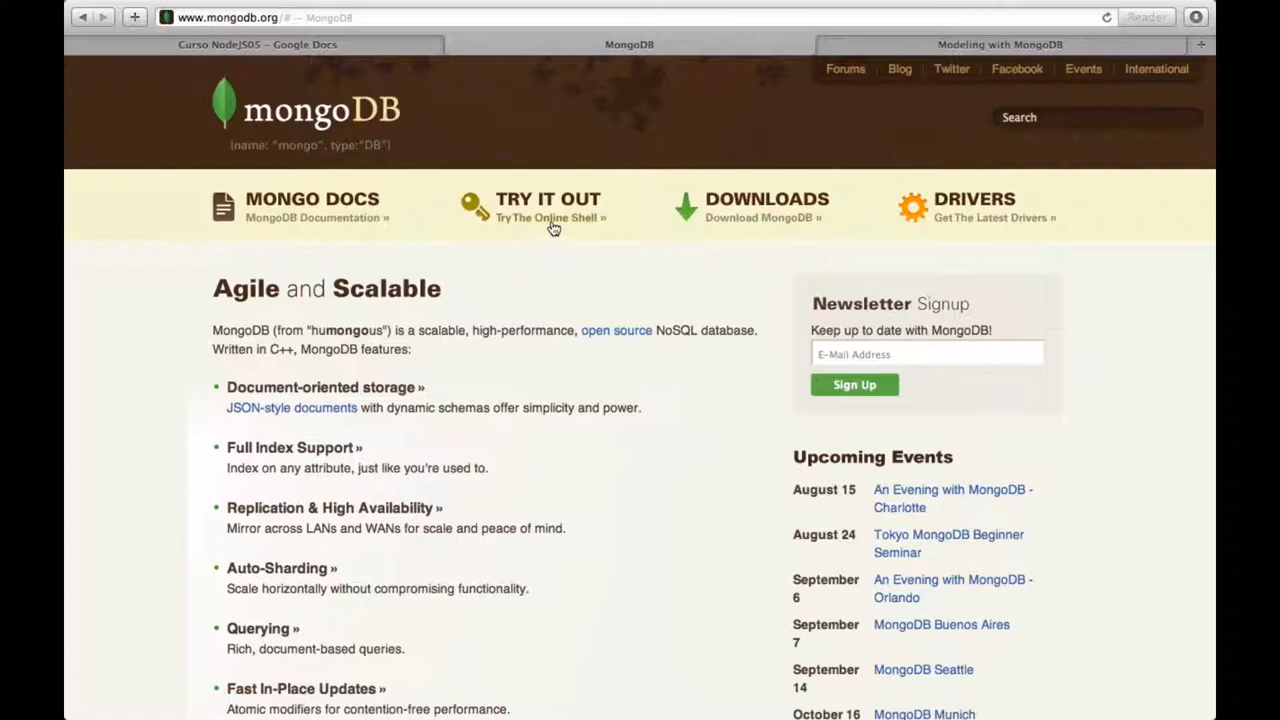 www.mongodb.org/# — MongoDB
Reader
Curso NodeJS05 – Google Docs
MongoDB
Modeling with MongoDB
Forums
Blog
Twitter
Facebook
Events
International
mongoDB
{name: "mongo", type:"DB"}
Search
MONGO DOCS
MongoDB Documentation »
TRY IT OUT
Try The Online Shell »
DOWNLOADS
Download MongoDB »
DRIVERS
Get The Latest Drivers »
Agile and Scalable
MongoDB (from "humongous") is a scalable, high-performance, open source NoSQL database.
Written in C++, MongoDB features:
• Document-oriented storage »
JSON-style documents with dynamic schemas offer simplicity and power.
• Full Index Support »
Index on any attribute, just like you're used to.
• Replication & High Availability »
Mirror across LANs and WANs for scale and peace of mind.
• Auto-Sharding »
Scale horizontally without compromising functionality.
• Querying »
Rich, document-based queries.
• Fast In-Place Updates »
Atomic modifiers for contention-free performance.
Newsletter Signup
Keep up to date with MongoDB!
E-Mail Address
Sign Up
Upcoming Events
August 15 An Evening with MongoDB -
Charlotte
August 24 Tokyo MongoDB Beginner
Seminar
September An Evening with MongoDB -
6 Orlando
September MongoDB Buenos Aires
7
September MongoDB Seattle
14
October 16 MongoDB Munich